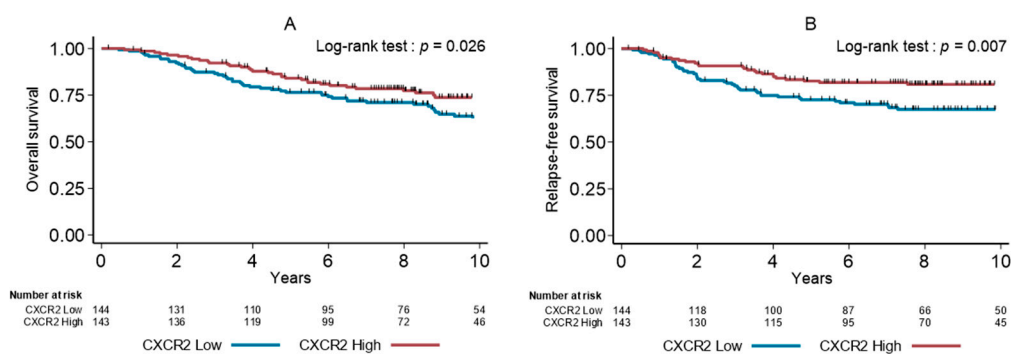 A
Log-rank test : p = 0.026
1.00
0.75
0.50
0.25
0.00
Overall survival
0 2 4 6 8 10
Years
Number at risk
CXCR2 Low 144 131 110 95 76 54
CXCR2 High 143 136 119 99 72 46
CXCR2 Low CXCR2 High
B
Log-rank test : p = 0.007
1.00
0.75
0.50
0.25
0.00
Relapse-free survival
0 2 4 6 8 10
Years
Number at risk
CXCR2 Low 144 118 100 87 66 50
CXCR2 High 143 130 115 95 70 45
CXCR2 Low CXCR2 High